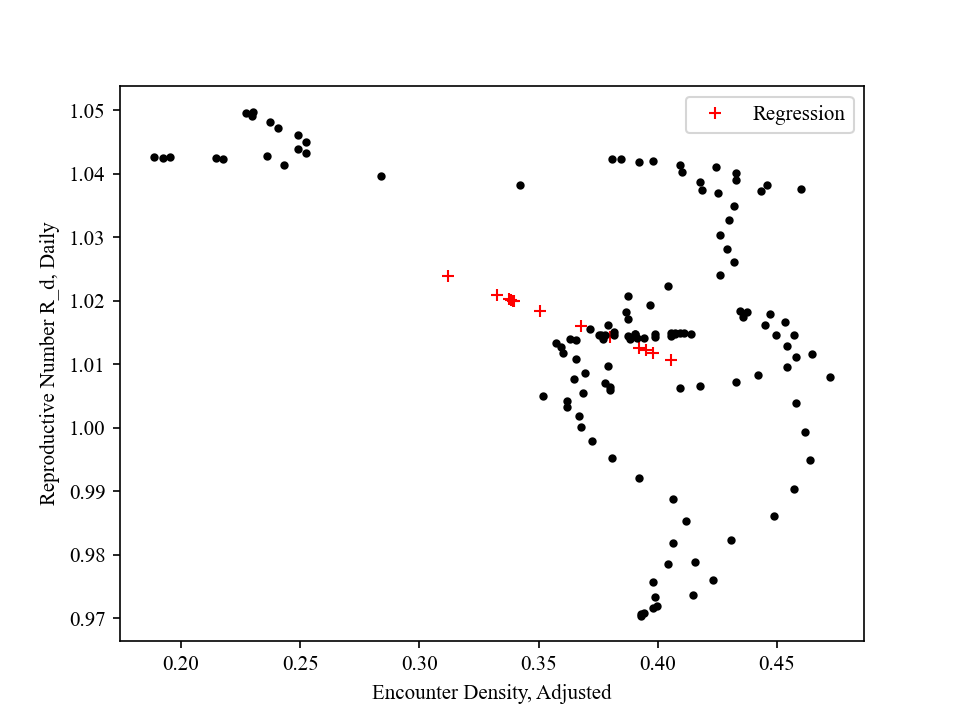 Regression
1.05
1.04
1.03
1.02
1.01
1.00
0.99
0.98
0.97
Reproductive Number R_d, Daily
0.20 0.25 0.30 0.35 0.40 0.45
Encounter Density, Adjusted